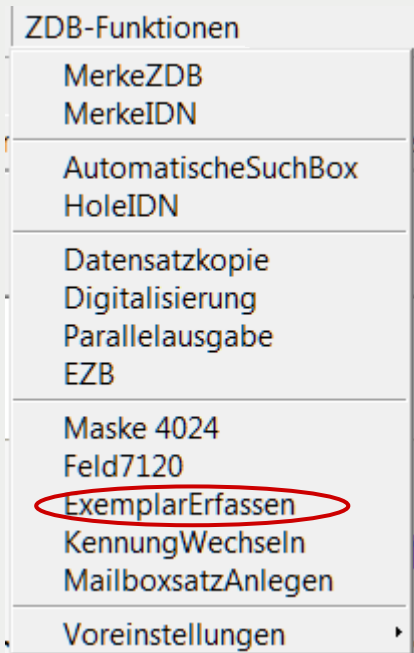 ZDB-Funktionen
MerkeZDB
MerkeIDN
AutomatischeSuchBox
HoleIDN
Datensatzkopie
Digitalisierung
Parallelausgabe
EZB
Maske 4024
Feld7120
ExemplarErfassen
KennungWechseln
MailboxsatzAnlegen
Voreinstellungen